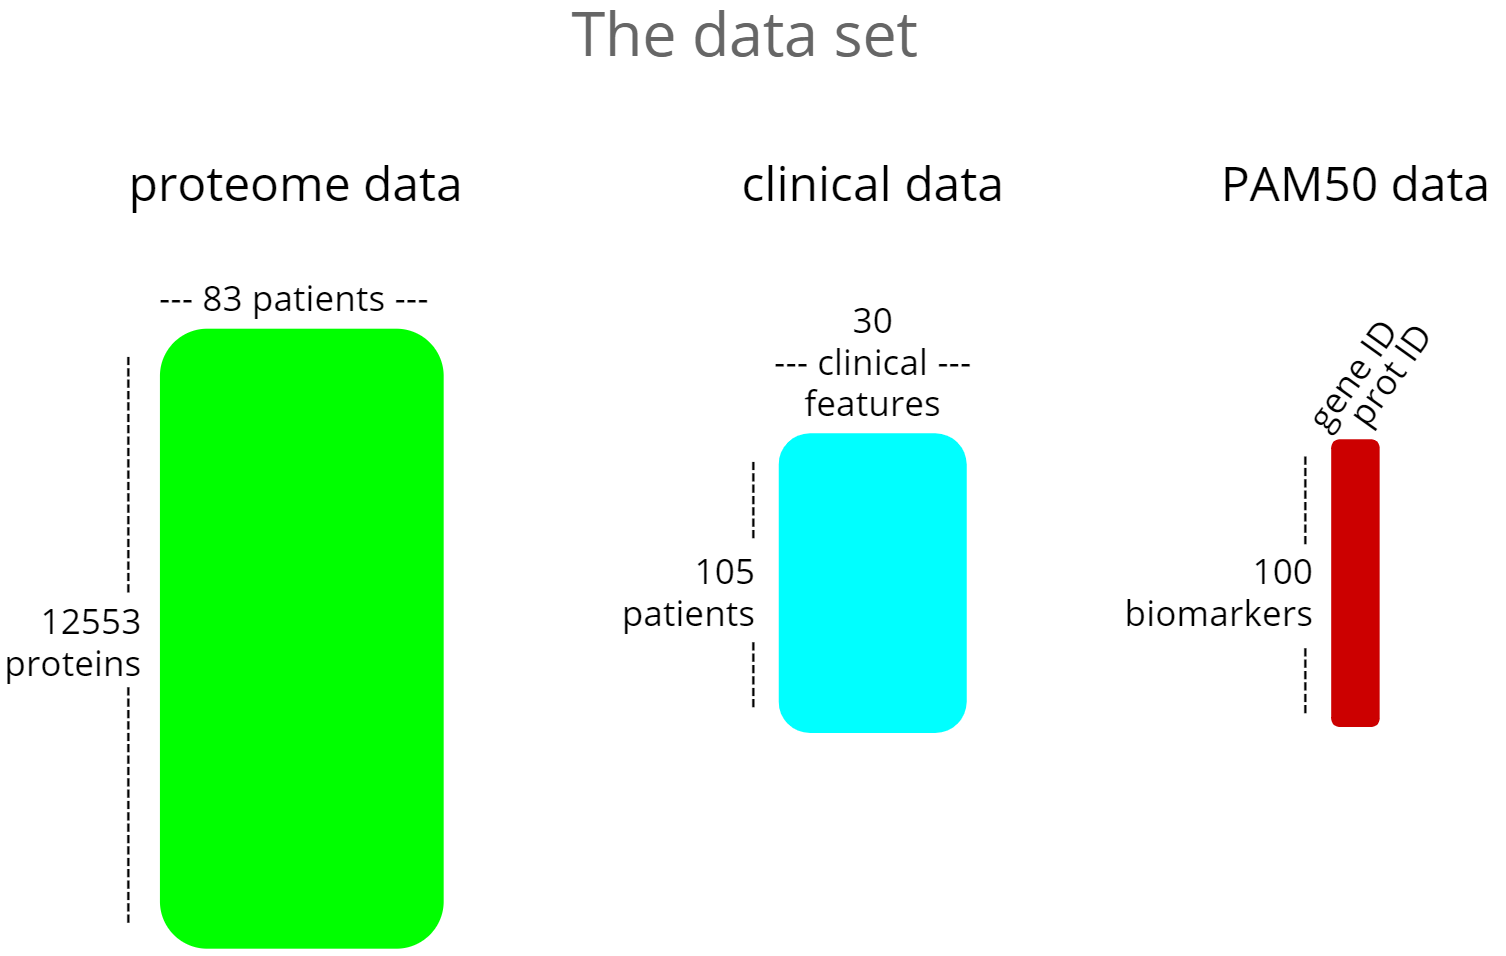 The data set
proteome data
--- 83 patients ---
12553
proteins
clinical data
30
--- clinical ---
features
105
patients
PAM50 data
gene ID
prot ID
100
biomarkers